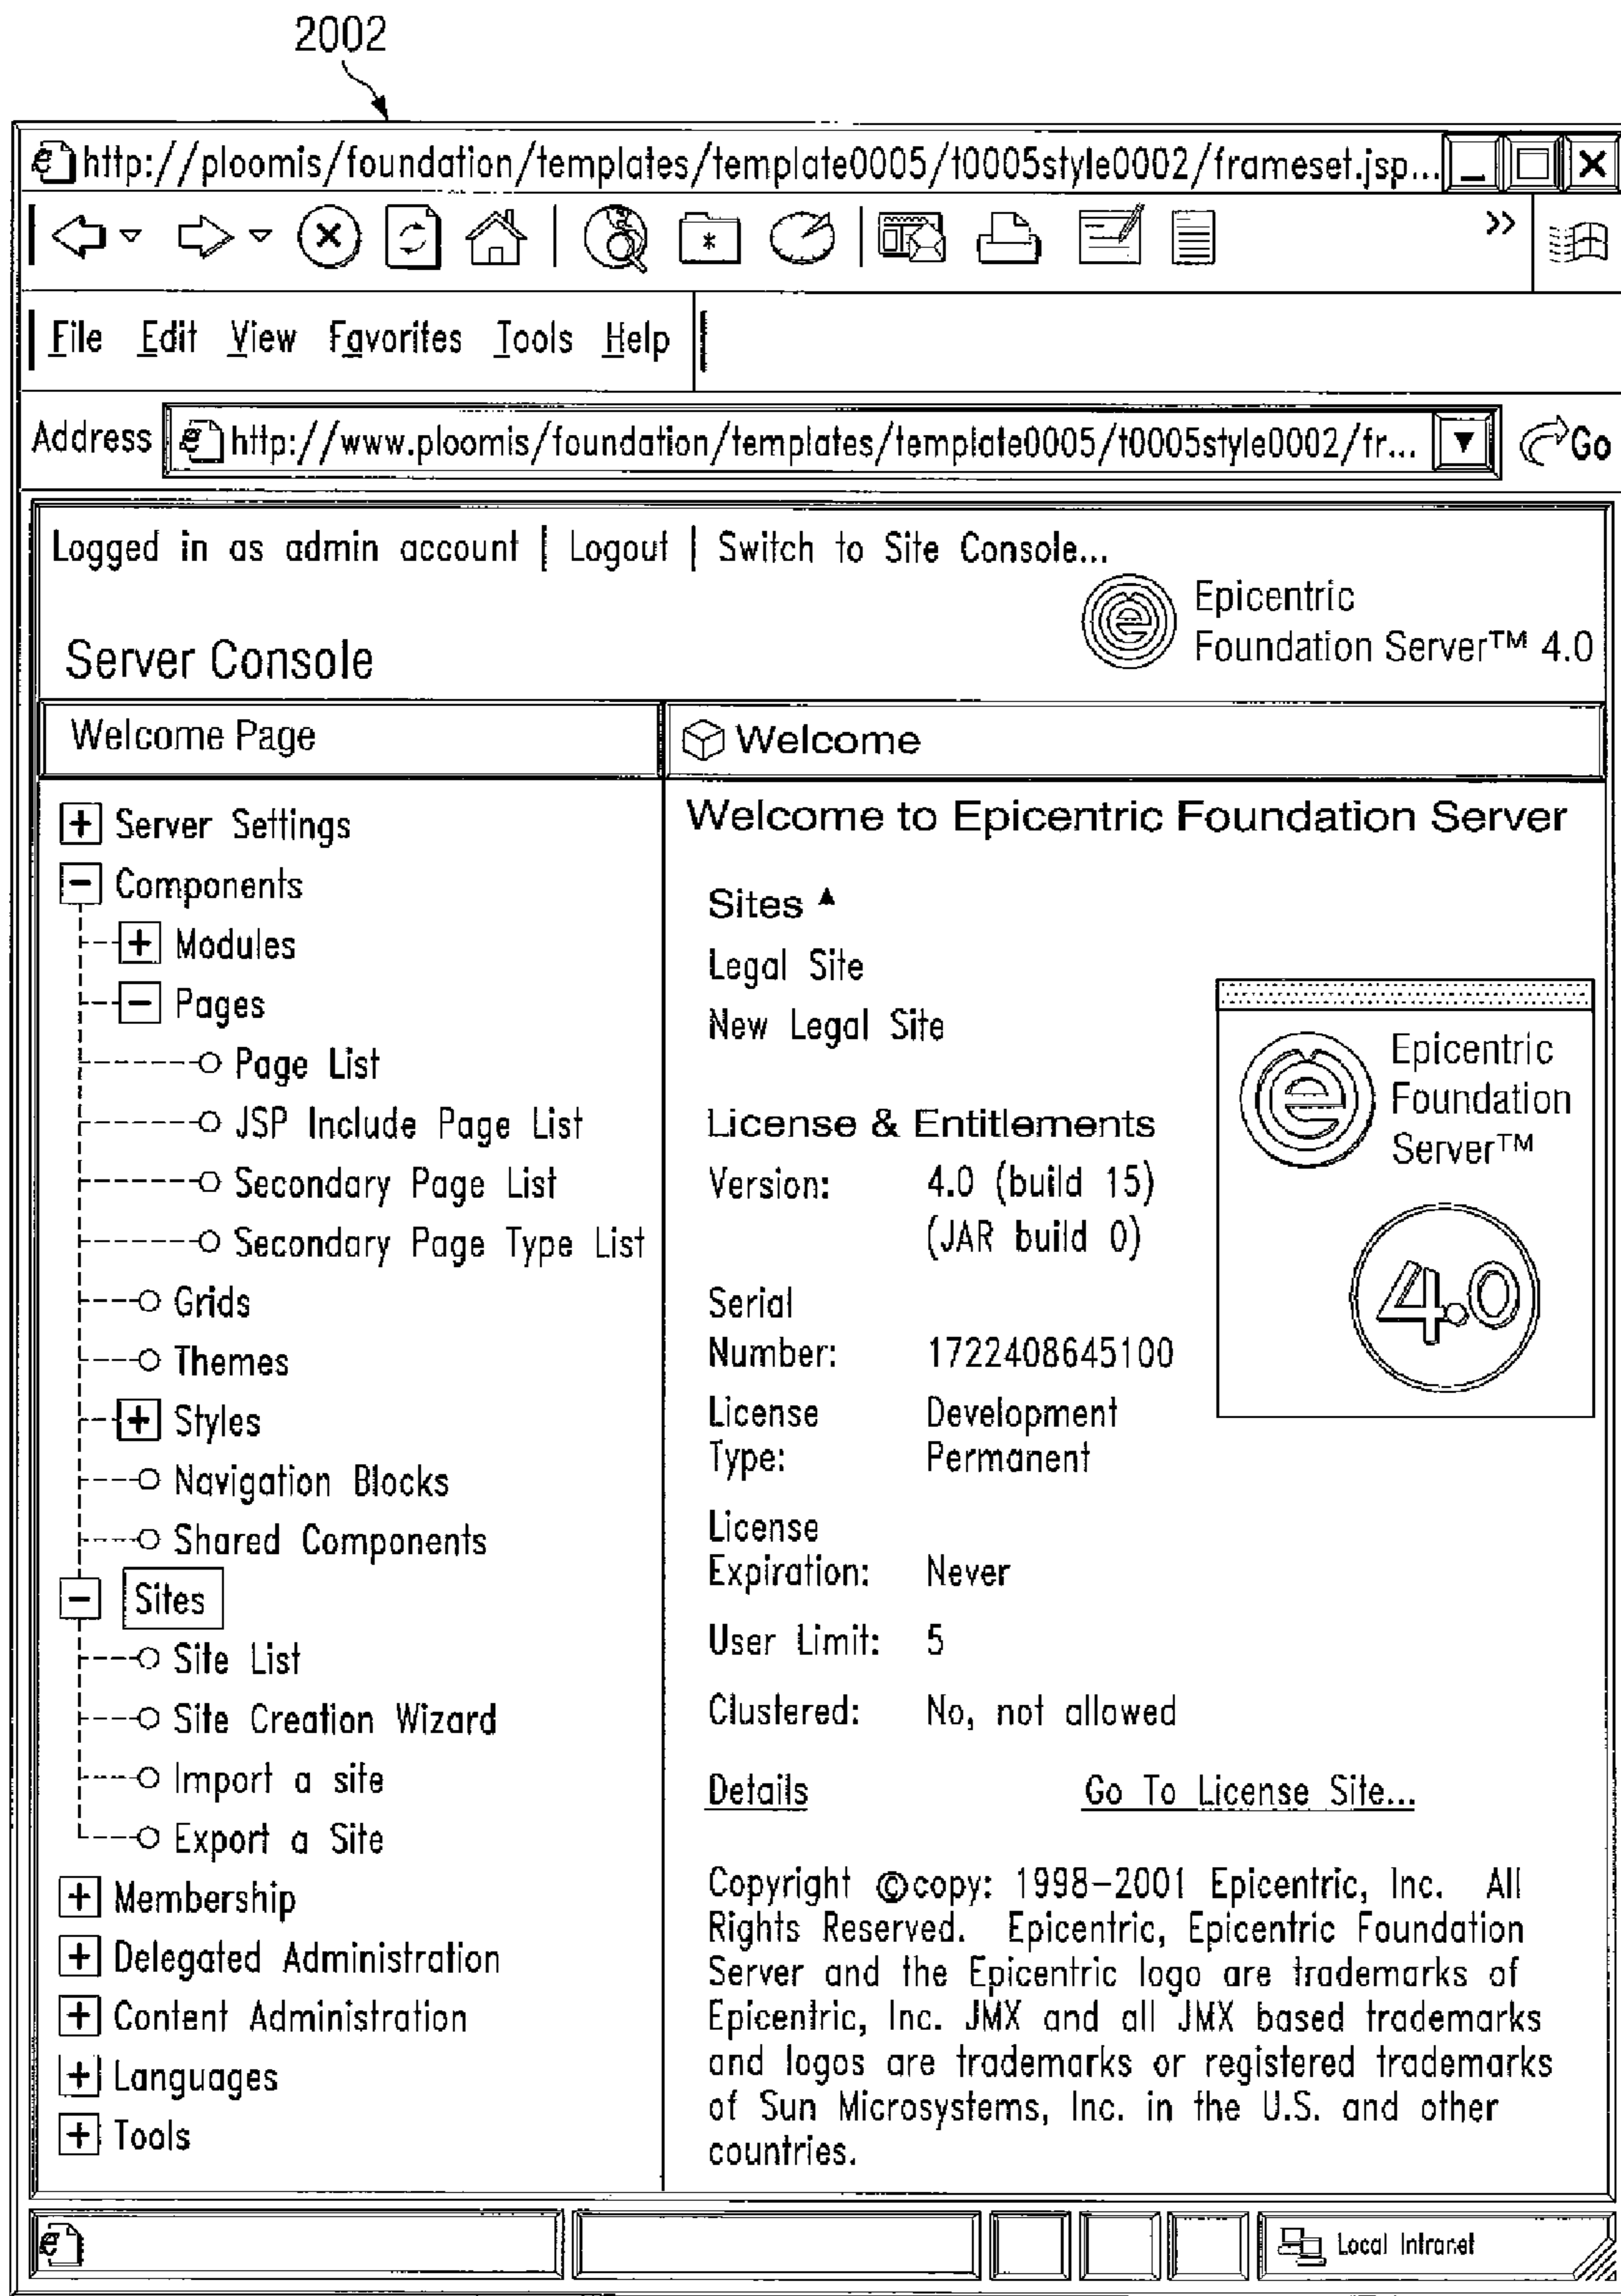 2002
http://ploomis/foundation/templates/template0005/t0005style0002/frameset.jsp...
File Edit View Favorites Tools Help
Address http://www.ploomis/foundation/templates/template0005/t0005style0002/fr... Go
Logged in as admin account | Logout | Switch to Site Console...
Epicentric
Foundation Server™ 4.0
Server Console
Welcome Page
Welcome
Server Settings
Components
Modules
Pages
Page List
JSP Include Page List
Secondary Page List
Secondary Page Type List
Grids
Themes
Styles
Navigation Blocks
Shared Components
Sites
Site List
Site Creation Wizard
Import a site
Export a Site
Membership
Delegated Administration
Content Administration
Languages
Tools
Welcome to Epicentric Foundation Server
Sites ▲
Legal Site
New Legal Site
Epicentric
Foundation
Server™
4.0
License & Entitlements
Version: 4.0 (build 15)
(JAR build 0)
Serial
Number: 1722408645100
License Development
Type: Permanent
License
Expiration: Never
User Limit: 5
Clustered: No, not allowed
Details Go To License Site...
Copyright ©copy: 1998-2001 Epicentric, Inc. All
Rights Reserved. Epicentric, Epicentric Foundation
Server and the Epicentric logo are trademarks of
Epicentric, Inc. JMX and all JMX based trademarks
and logos are trademarks or registered trademarks
of Sun Microsystems, Inc. in the U.S. and other
countries.
Local Intranet